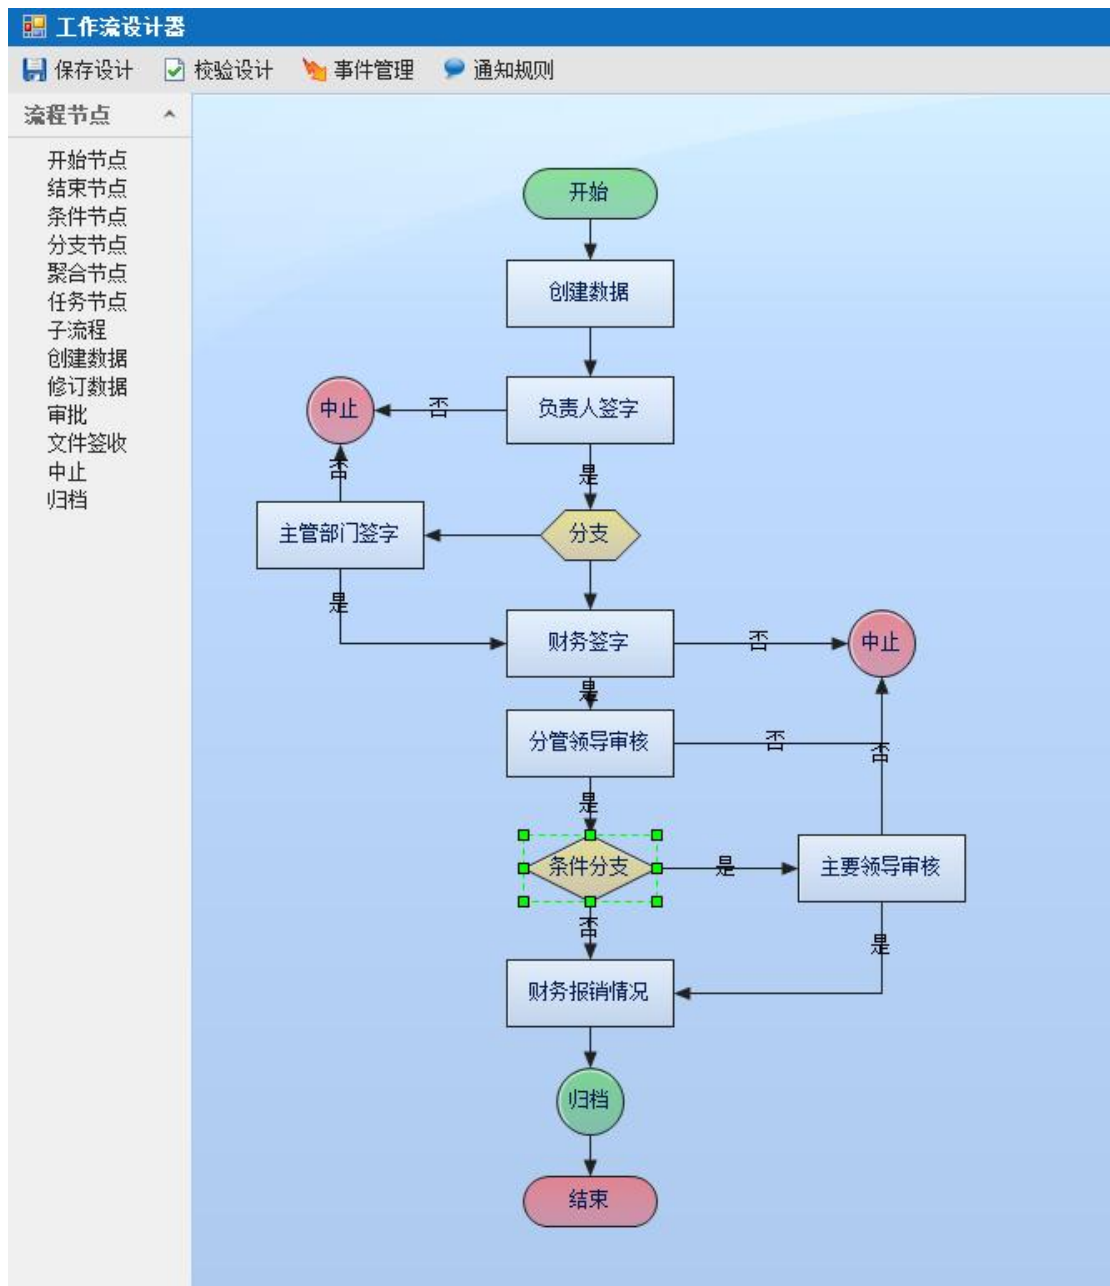 工作流设计器
保存设计 校验设计 事件管理 通知规则
流程节点
开始节点
结束节点
条件节点
分支节点
聚合节点
任务节点
子流程
创建数据
修订数据
审批
文件签收
中止
归档
开始
创建数据
中止 否 负责人签字
否 是
主管部门签字 分支
是
财务签字 否 中止
是
分管领导审核 否
否
是
条件分支 是 主要领导审核
否
是
财务报销情况
归档
结束